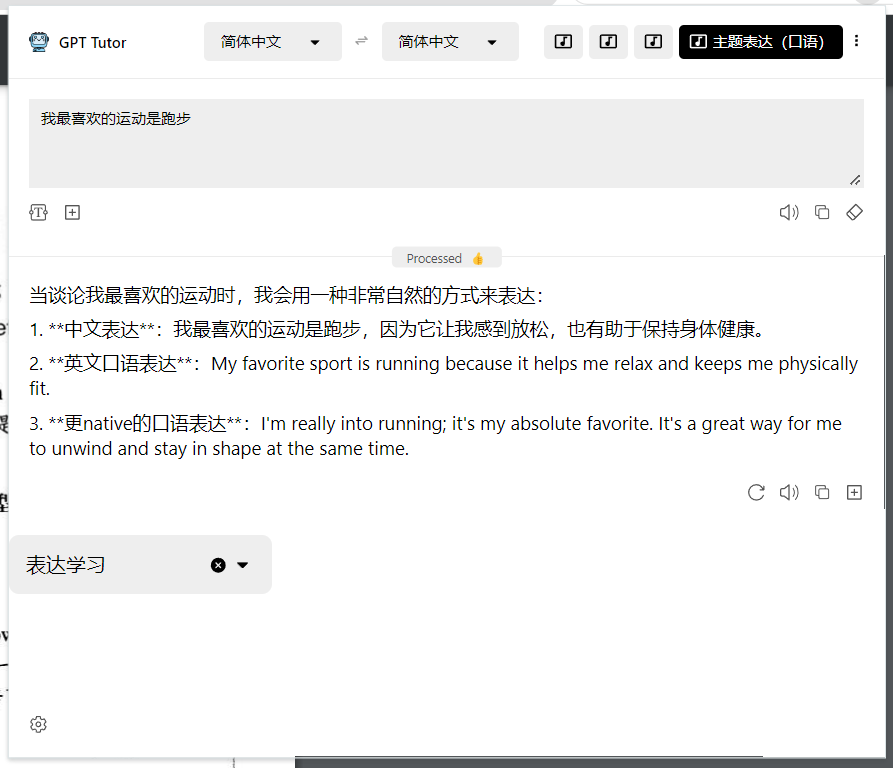 GPT Tutor
简体中文
简体中文
主题表达（口语）
我最喜欢的运动是跑步
Processed 👍
当谈论我最喜欢的运动时，我会用一种非常自然的方式来表达：
1. **中文表达**：我最喜欢的运动是跑步，因为它让我感到放松，也有助于保持身体健康。
2. **英文口语表达**：My favorite sport is running because it helps me relax and keeps me physically
fit.
3. **更native的口语表达**：I'm really into running; it's my absolute favorite. It's a great way for me
to unwind and stay in shape at the same time.
表达学习